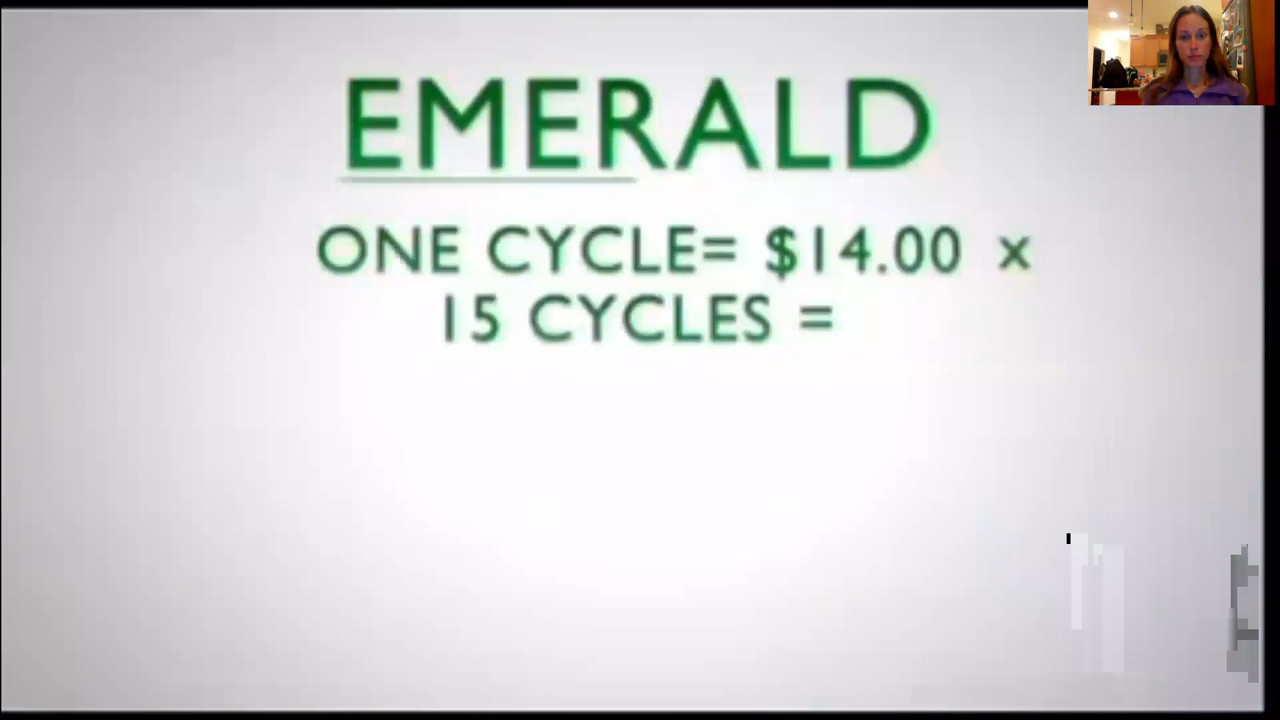 EMERALD
ONE CYCLE= $14.00 x
15 CYCLES =